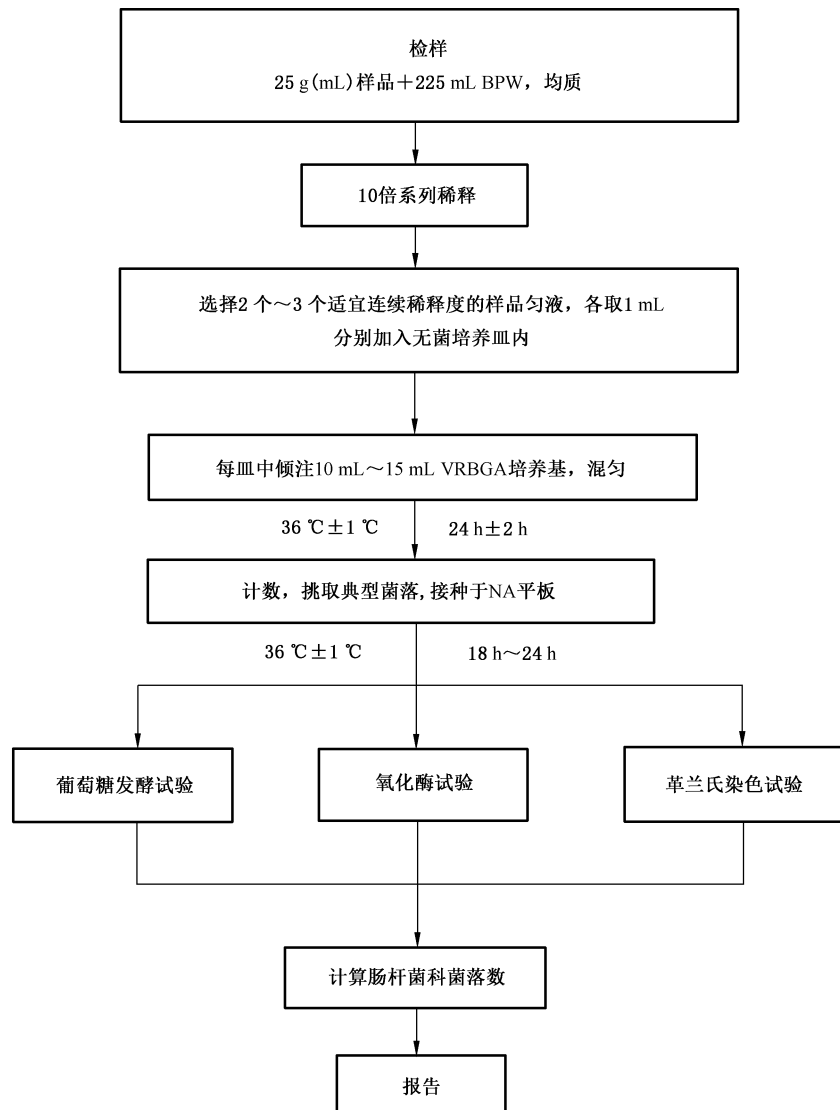 检样
25 g(mL)样品＋225 mL BPW，均质
10倍系列稀释
选择2 个～3 个适宜连续稀释度的样品匀液，各取1 mL
分别加入无菌培养皿内
每皿中倾注10 mL～15 mL VRBGA培养基，混匀
36 ℃±1 ℃ 24 h±2 h
计数，挑取典型菌落,接种于NA平板
36 ℃±1 ℃ 18 h～24 h
葡萄糖发酵试验 氧化酶试验 革兰氏染色试验
计算肠杆菌科菌落数
报告